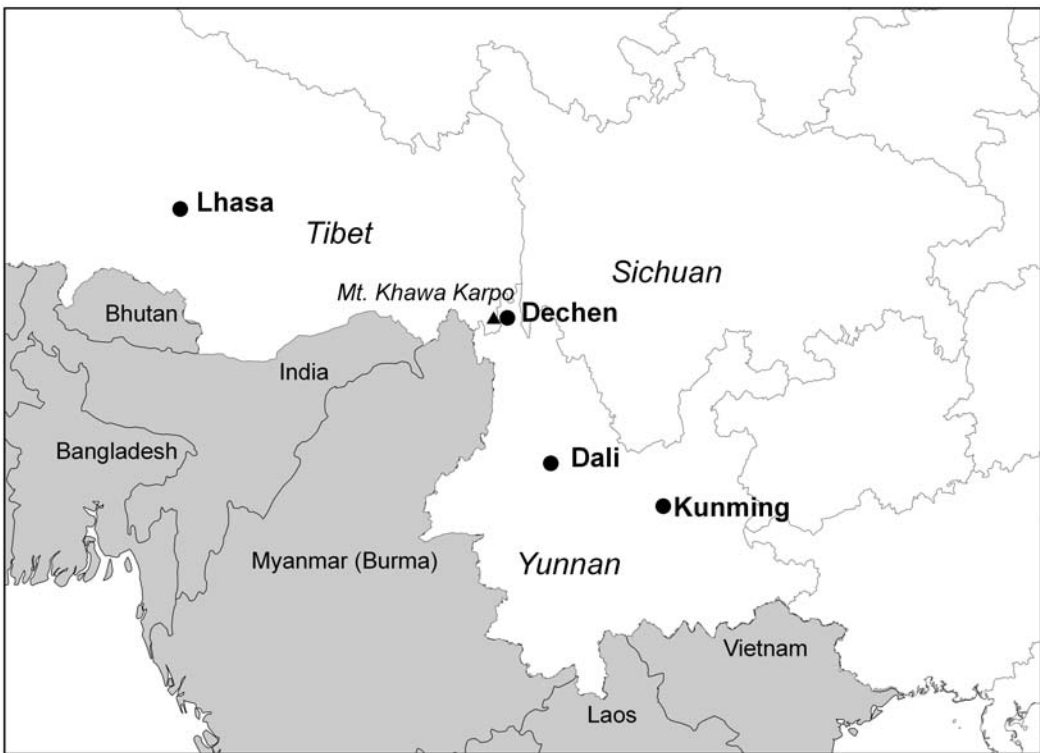 Lhasa
Tibet
Sichuan
Mt. Khawa Karpo
Dechen
Bhutan
India
Bangladesh
Dali
Kunming
Myanmar (Burma)
Yunnan
Vietnam
Laos